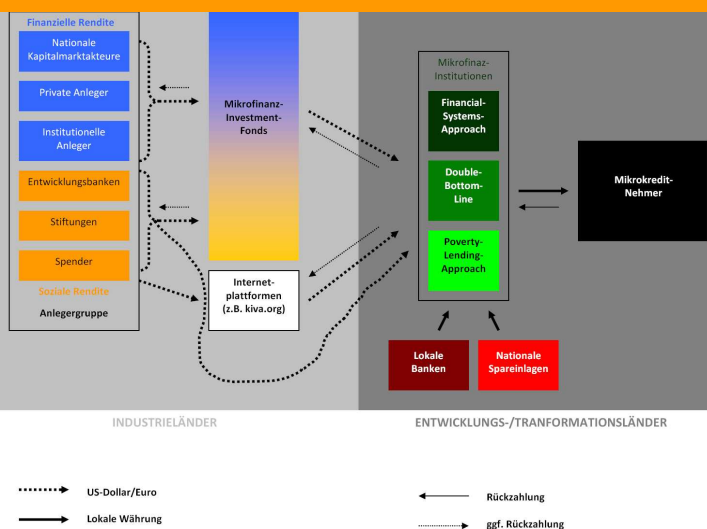 Finanzielle Rendite
Nationale
Kapitalmarktakteure
Private Anleger
Institutionelle
Anleger
Entwicklungsbanken
Stiftungen
Spender
Soziale Rendite
Anlegergruppe
Mikrofinanz-
Investment-
Fonds
Internet-
plattformen
(z.B. kiva.org)
Mikrofinaz-
Institutionen
Financial-
Systems-
Approach
Double-
Bottom-
Line
Poverty-
Lending-
Approach
Mikrokredit-
Nehmer
Lokale
Banken
Nationale
Spareinlagen
INDUSTRIELÄNDER
ENTWICKLUNGS-/TRANFORMATIONSLÄNDER
US-Dollar/Euro
Lokale Währung
Rückzahlung
ggf. Rückzahlung